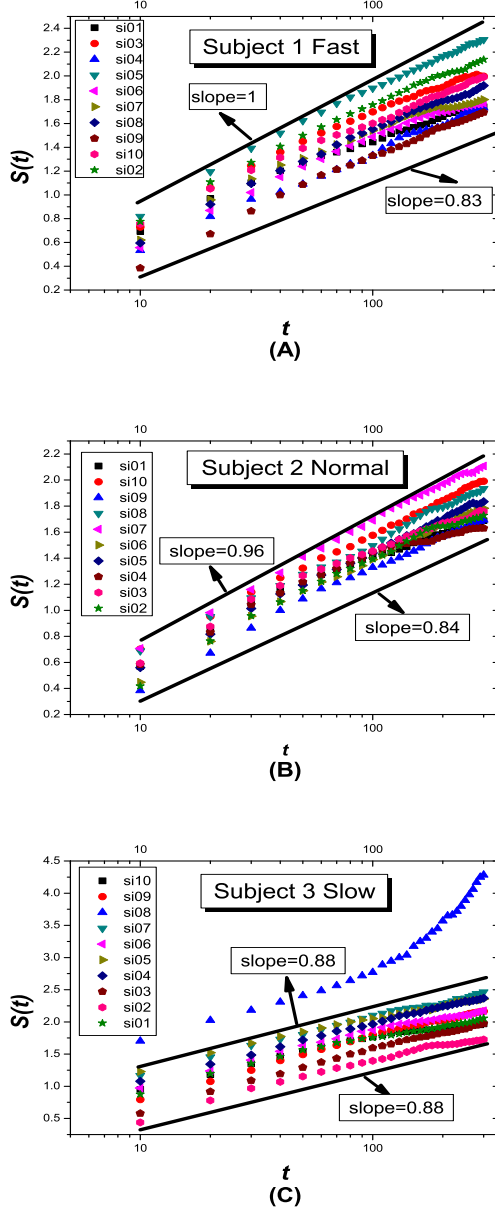 10 100
2.4
2.2
2.0
1.8
1.6
1.4
1.2
1.0
0.8
0.6
0.4
0.2
S(t)
si01
si03
si04
si05
si06
si07
si08
si09
si10
si02
Subject 1 Fast
slope=1
slope=0.83
10 100
t
(A)
10 100
2.2
2.0
1.8
1.6
1.4
1.2
1.0
0.8
0.6
0.4
0.2
S(t)
si01
si10
si09
si08
si07
si06
si05
si04
si03
si02
Subject 2 Normal
slope=0.96
slope=0.84
10 100
t
(B)
10 100
4.5
4.0
3.5
3.0
2.5
2.0
1.5
1.0
0.5
S(t)
si10
si09
si08
si07
si06
si05
si04
si03
si02
si01
Subject 3 Slow
slope=0.88
slope=0.88
10 100
t
(C)